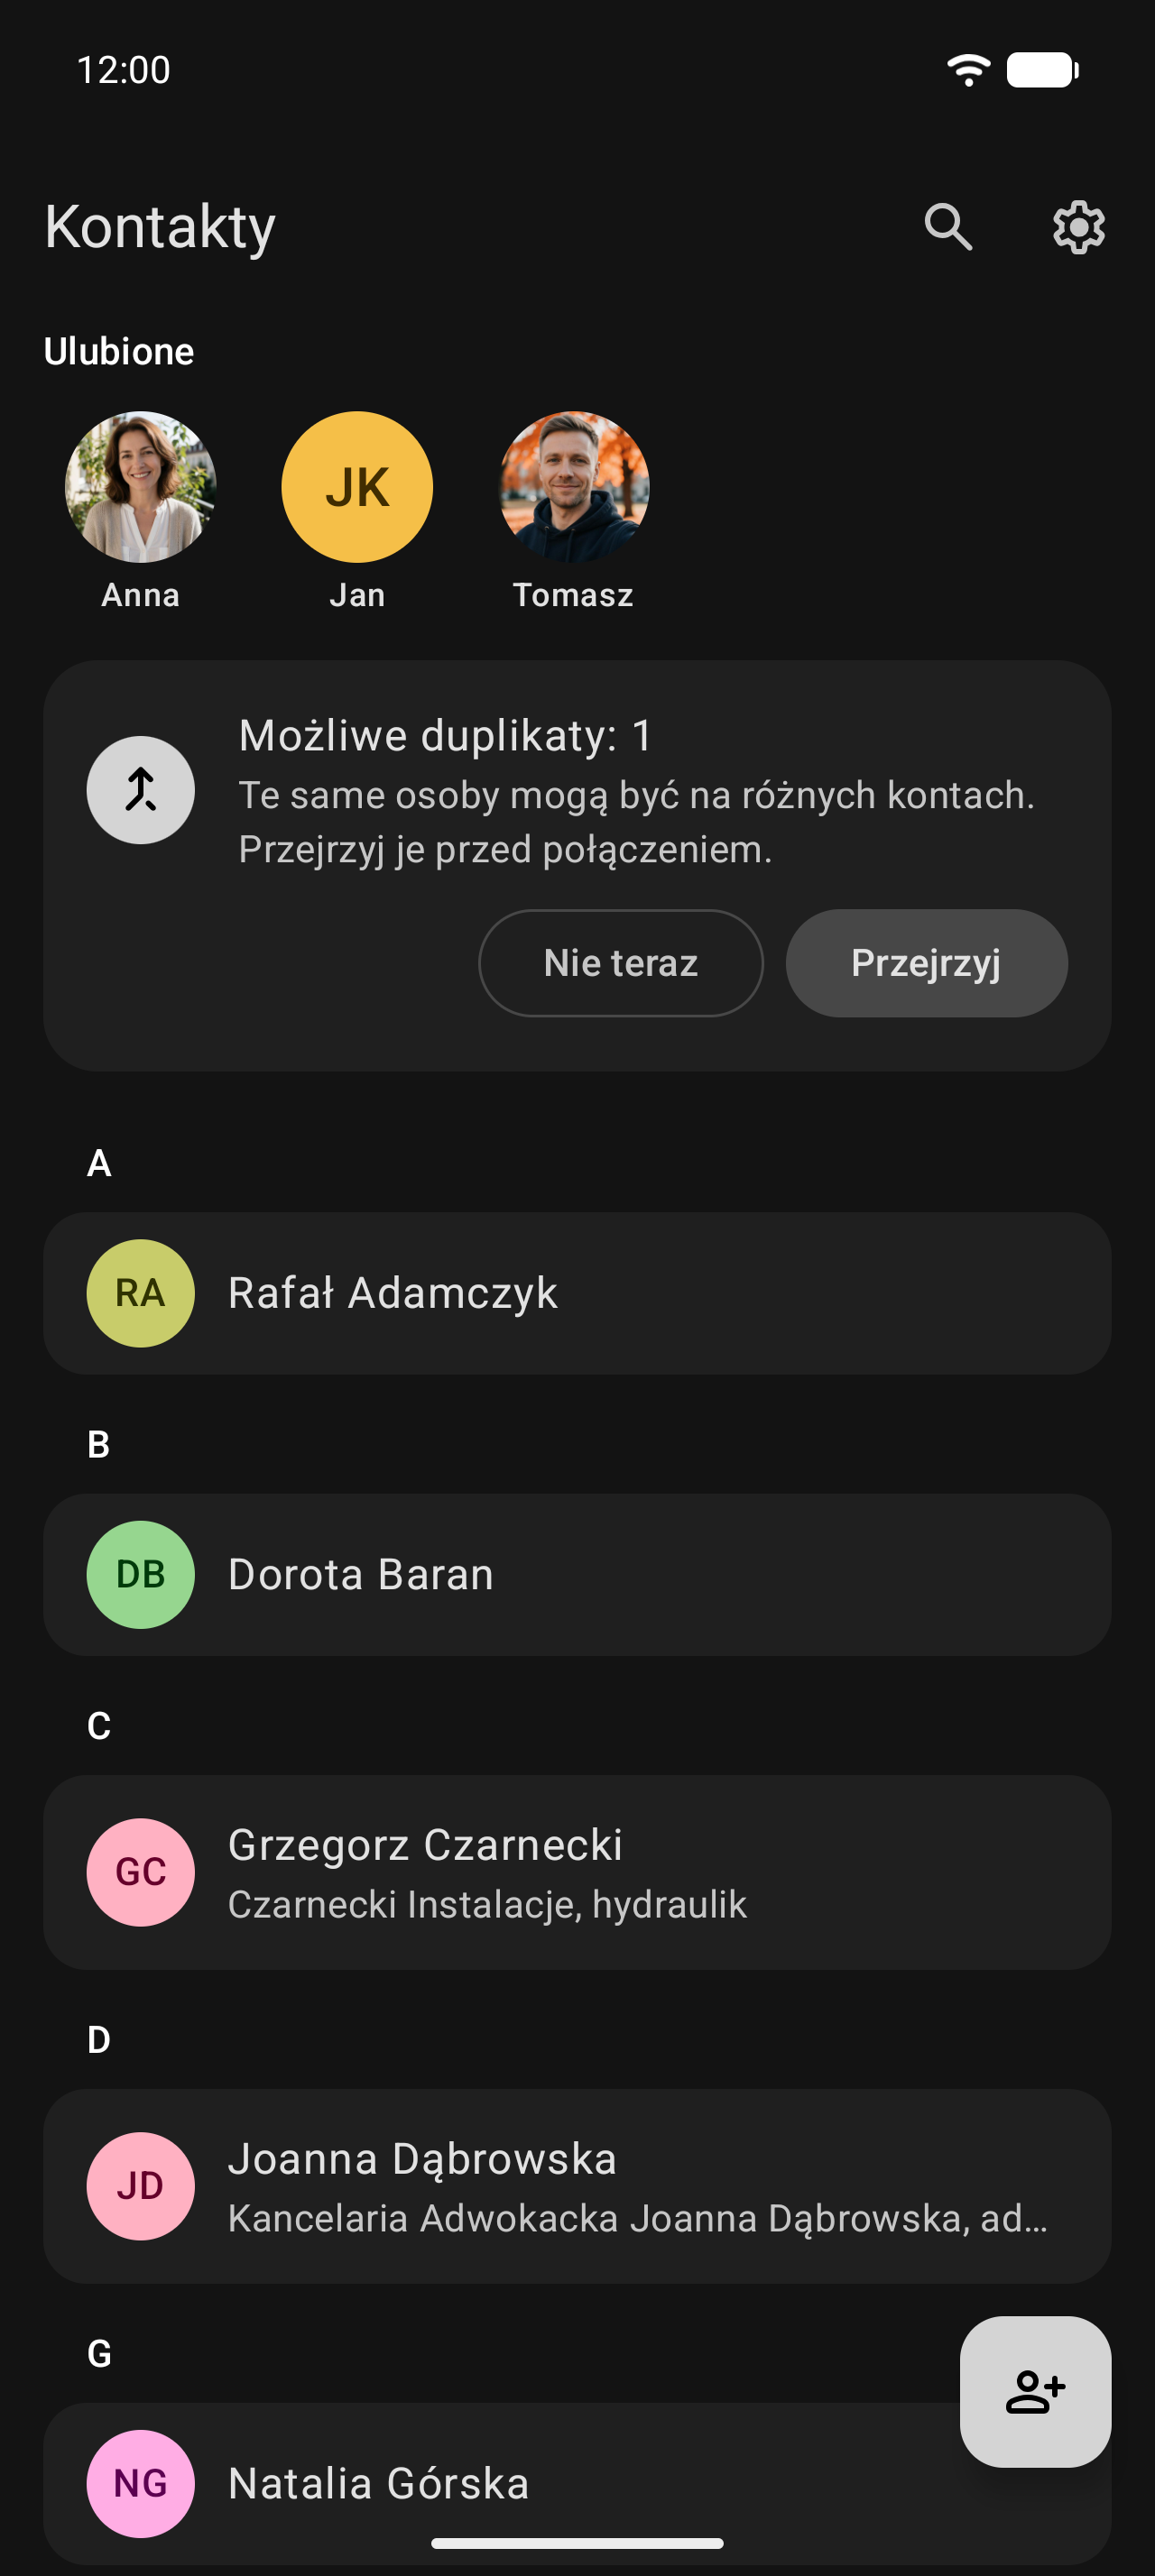 12:00
Kontakty
Ulubione
JK
Anna
Jan
Tomasz
Możliwe duplikaty: 1
Te same osoby mogą być na różnych kontach.
Przejrzyj je przed połączeniem.
Nie teraz
Przejrzyj
A
RA
Rafał Adamczyk
B
DB
Dorota Baran
C
GC
Grzegorz Czarnecki
Czarnecki Instalacje, hydraulik
D
JD
Joanna Dąbrowska
Kancelaria Adwokacka Joanna Dąbrowska, ad…
G
NG
Natalia Górska